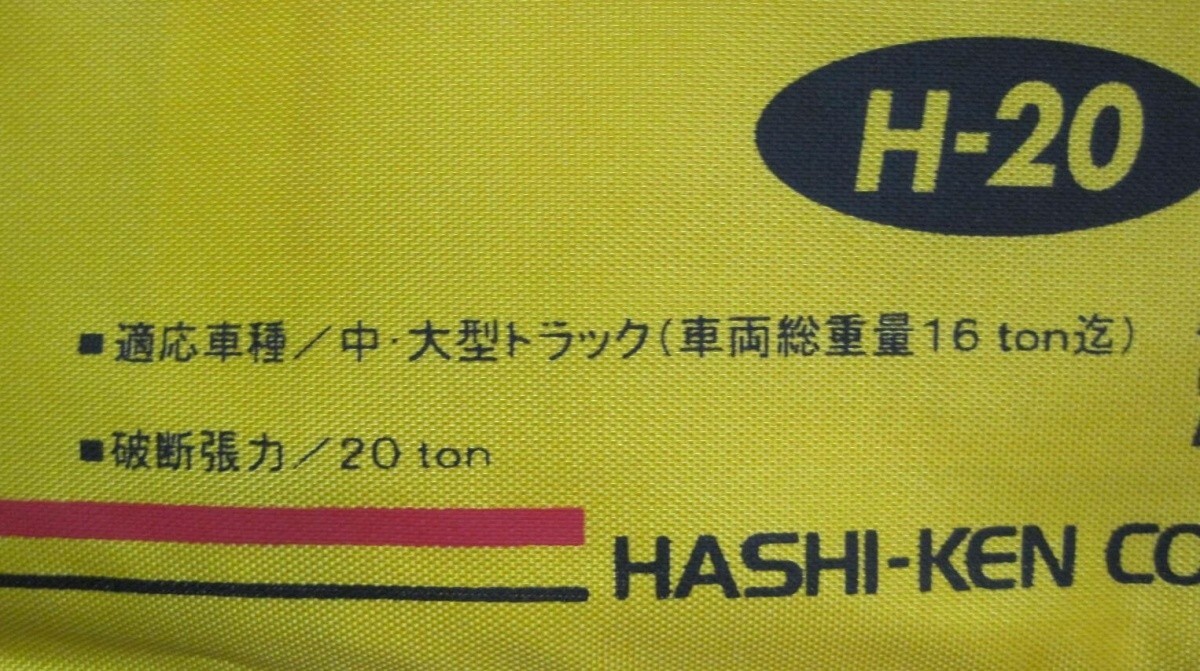 H-20
■適応車種／中・大型トラック(車両総重量16 ton迄)
■破断張力／20 ton
HASHI-KEN CO